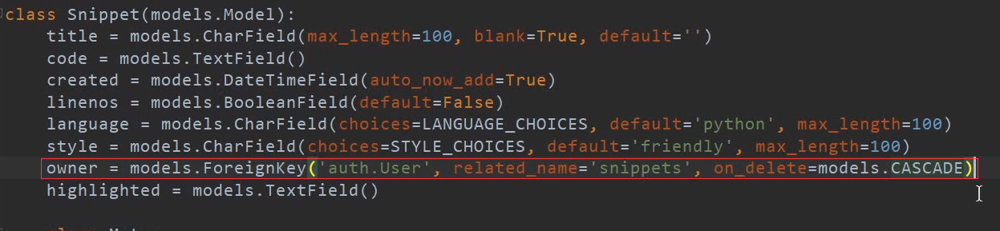 class Snippet(models.Model):
    title = models.CharField(max_length=100, blank=True, default='')
    code = models.TextField()
    created = models.DateTimeField(auto_now_add=True)
    linenos = models.BooleanField(default=False)
    language = models.CharField(choices=LANGUAGE_CHOICES, default='python', max_length=100)
    style = models.CharField(choices=STYLE_CHOICES, default='friendly', max_length=100)
    owner = models.ForeignKey('auth.User', related_name='snippets', on_delete=models.CASCADE)
    highlighted = models.TextField()